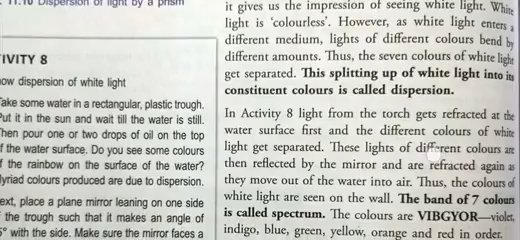 11.10 Dispersion of light by a prism
IVITY 8
ow dispersion of white light
ake some water in a rectangular, plastic trough.
Put it in the sun and wait till the water is still.
hen pour one or two drops of oil on the top
f the water surface. Do you see some colours
f the rainbow on the surface of the water?
yriad colours produced are due to dispersion.
ext, place a plane mirror leaning on one side
the trough such that it makes an angle of
5° with the side. Make sure the mirror faces a
it gives us the impression of seeing white light. White
light is 'colourless'. However, as white light enters a
different medium, lights of different colours bend by
different amounts. Thus, the seven colours of white light
get separated. This splitting up of white light into its
constituent colours is called dispersion.
In Activity 8 light from the torch gets refracted at the
water surface first and the different colours of white
light get separated. These lights of different colours are
then reflected by the mirror and are refracted again as
they move out of the water into air. Thus, the colours of
white light are seen on the wall. The band of 7 colours
is called spectrum. The colours are VIBGYOR—violet,
indigo, blue, green, yellow, orange and red in order.